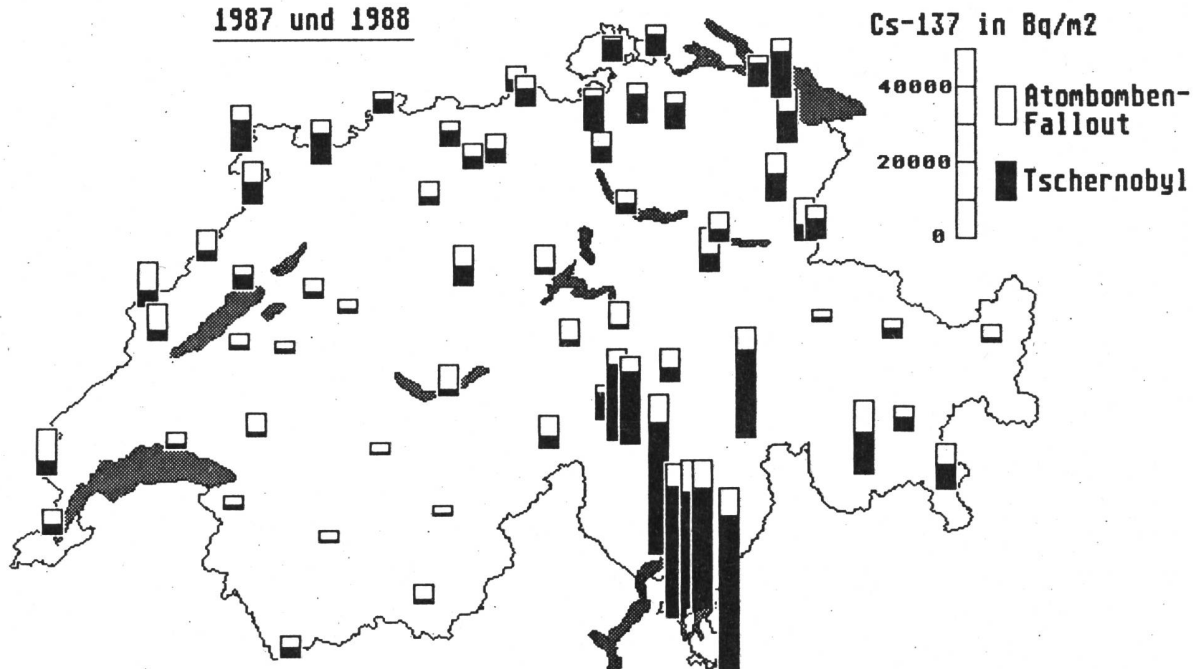 1987 und 1988
Cs-137 in Bq/m2
40000
20000
0
Atombomben-
Fallout
Tschernobyl